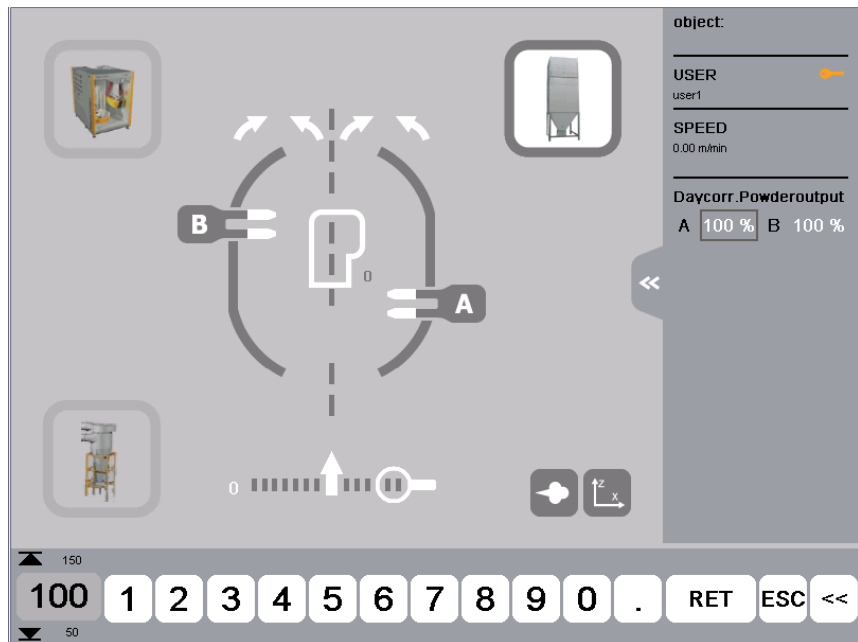 object:
USER
user1
SPEED
0.00 m/min
Daycorr.Powderoutput
A 100 % B 100 %
B
0
A
<<
0
z
x
150
100 1 2 3 4 5 6 7 8 9 0 . RET ESC <<
50